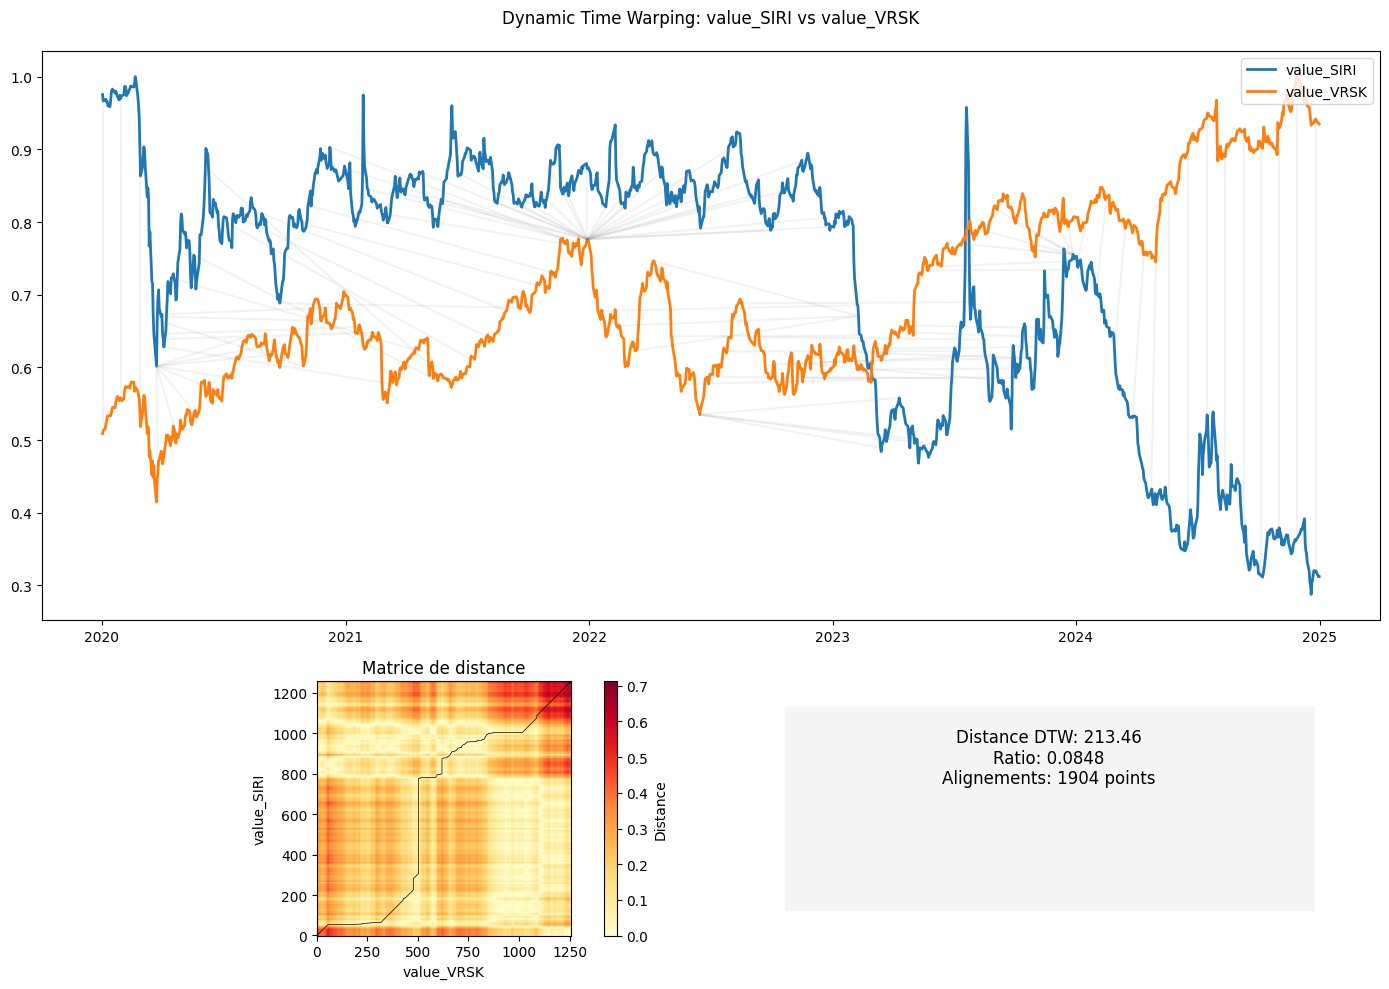 Dynamic Time Warping: value_SIRI vs value_VRSK
value_SIRI
value_VRSK
1.0
0.9
0.8
0.7
0.6
0.5
0.4
0.3
2020 2021 2022 2023 2024 2025
Matrice de distance
1200
1000
800
600
400
200
0
value_SIRI
0 250 500 750 1000 1250
value_VRSK
0.7
0.6
0.5
0.4
0.3
0.2
0.1
0.0
Distance
Distance DTW: 213.46
Ratio: 0.0848
Alignements: 1904 points